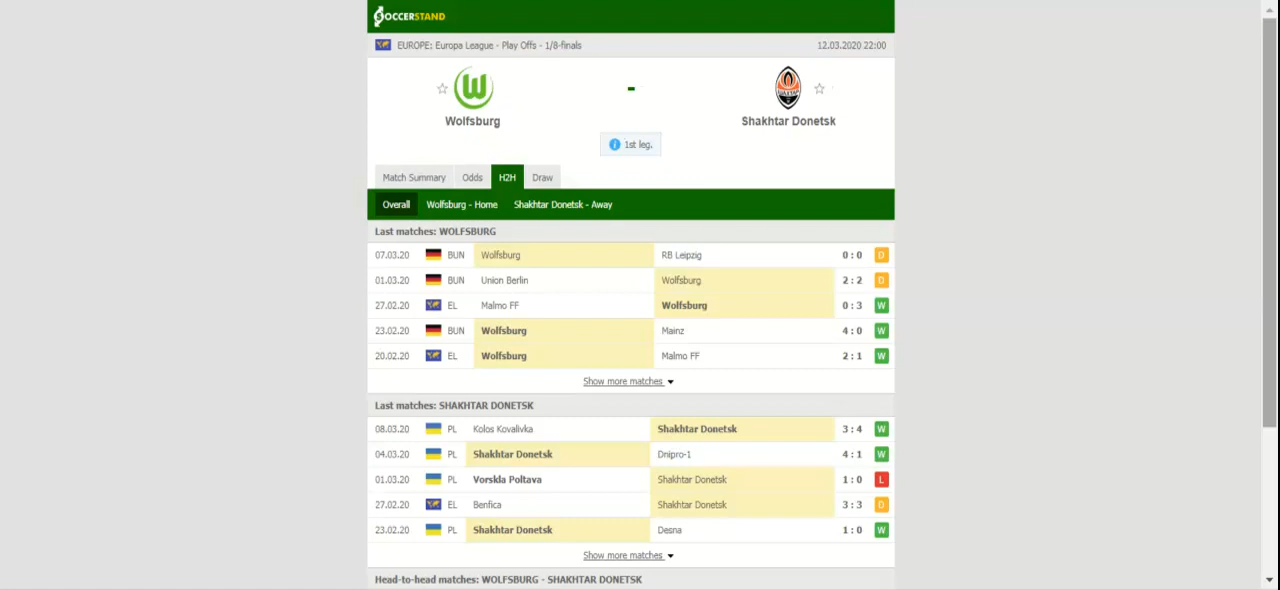 SOCCERSTAND
EUROPE: Europa League - Play Offs - 1/8-finals 12.03.2020 22:00
-
Wolfsburg Shakhtar Donetsk
1st leg.
Match Summary Odds H2H Draw
Overall Wolfsburg - Home Shakhtar Donetsk - Away
Last matches: WOLFSBURG
07.03.20 BUN Wolfsburg RB Leipzig 0 : 0 D
01.03.20 BUN Union Berlin Wolfsburg 2 : 2 D
27.02.20 EL Malmo FF Wolfsburg 0 : 3 W
23.02.20 BUN Wolfsburg Mainz 4 : 0 W
20.02.20 EL Wolfsburg Malmo FF 2 : 1 W
Show more matches
Last matches: SHAKHTAR DONETSK
08.03.20 PL Kolos Kovalivka Shakhtar Donetsk 3 : 4 W
04.03.20 PL Shakhtar Donetsk Dnipro-1 4 : 1 W
01.03.20 PL Vorskla Poltava Shakhtar Donetsk 1 : 0 L
27.02.20 EL Benfica Shakhtar Donetsk 3 : 3 D
23.02.20 PL Shakhtar Donetsk Desna 1 : 0 W
Show more matches
Head-to-head matches: WOLFSBURG - SHAKHTAR DONETSK